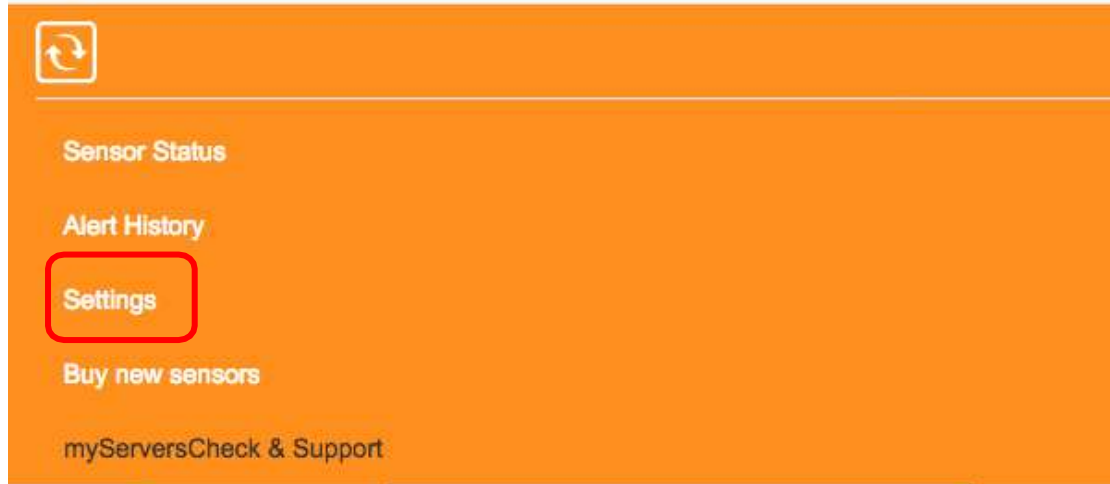 Sensor Status
Alert History
Settings
Buy new sensors
myServersCheck & Support